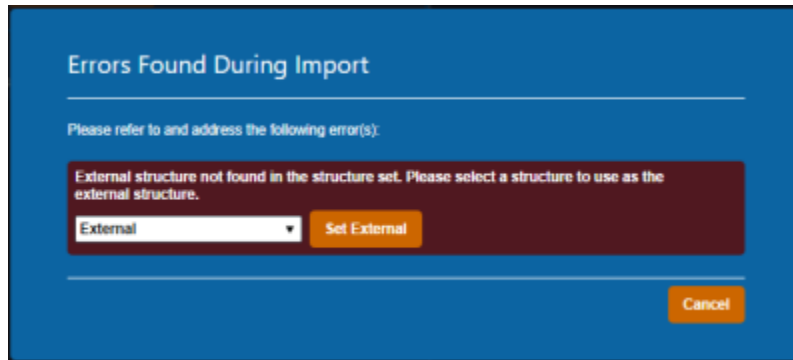 Errors Found During Import
Please refer to and address the following error(s):
External structure not found in the structure set. Please select a structure to use as the
external structure.
External
Set External
Cancel